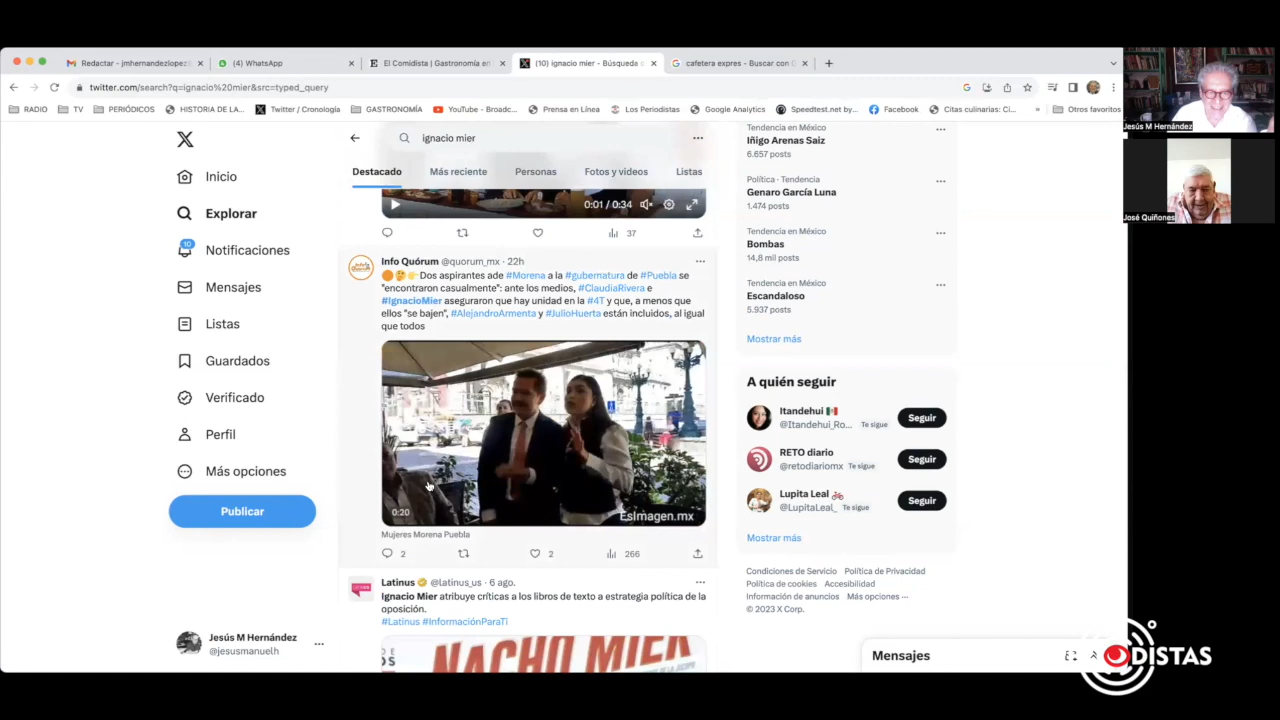 Redactar - jmhernandezlopez
(4) WhatsApp
El Comidista | Gastronomía en
(10) ignacio mier - Búsqueda
cafetera expres - Buscar con
twitter.com/search?q=ignacio%20mier&src=typed_query
RADIO
TV
PERIÓDICOS
HISTORIA DE LA...
Twitter / Cronología
GASTRONOMÍA
YouTube - Broadc...
Prensa en Línea
Los Periodistas
Google Analytics
Speedtest.net by...
Facebook
Citas culinarias: Ci...
Otros favoritos
Jesús M Hernández
José Quiñones
Inicio
Explorar
10
Notificaciones
Mensajes
Listas
Guardados
Verificado
Perfil
Más opciones
Publicar
Jesús M Hernández
@jesusmanuelh
ignacio mier
Destacado
Más reciente
Personas
Fotos y videos
Listas
0:01 / 0:34
37
Info Quórum @quorum_mx · 22h
Dos aspirantes ade #Morena a la #gubernatura de #Puebla se
"encontraron casualmente": ante los medios, #ClaudiaRivera e
#IgnacioMier aseguraron que hay unidad en la #4T y que, a menos que
ellos "se bajen", #AlejandroArmenta y #JulioHuerta están incluidos, al igual
que todos
0:20
EsImagen.mx
Mujeres Morena Puebla
2
2
266
Latinus @latinus_us · 6 ago.
Ignacio Mier atribuye críticas a los libros de texto a estrategia política de la
oposición.
#Latinus #InformaciónParaTi
NACHO MIER
Tendencia en México
Iñigo Arenas Saiz
6.657 posts
Política · Tendencia
Genaro García Luna
1.474 posts
Tendencia en México
Bombas
14,8 mil posts
Tendencia en México
Escandaloso
5.937 posts
Mostrar más
A quién seguir
Itandehui
@Itandehui_Ro... Te sigue
Seguir
RETO diario
@retodiariomx Te sigue
Seguir
Lupita Leal
@LupitaLeal_ Te sigue
Seguir
Mostrar más
Condiciones de Servicio Política de Privacidad
Política de cookies Accesibilidad
Información de anuncios Más opciones ···
© 2023 X Corp.
Mensajes
DISTAS